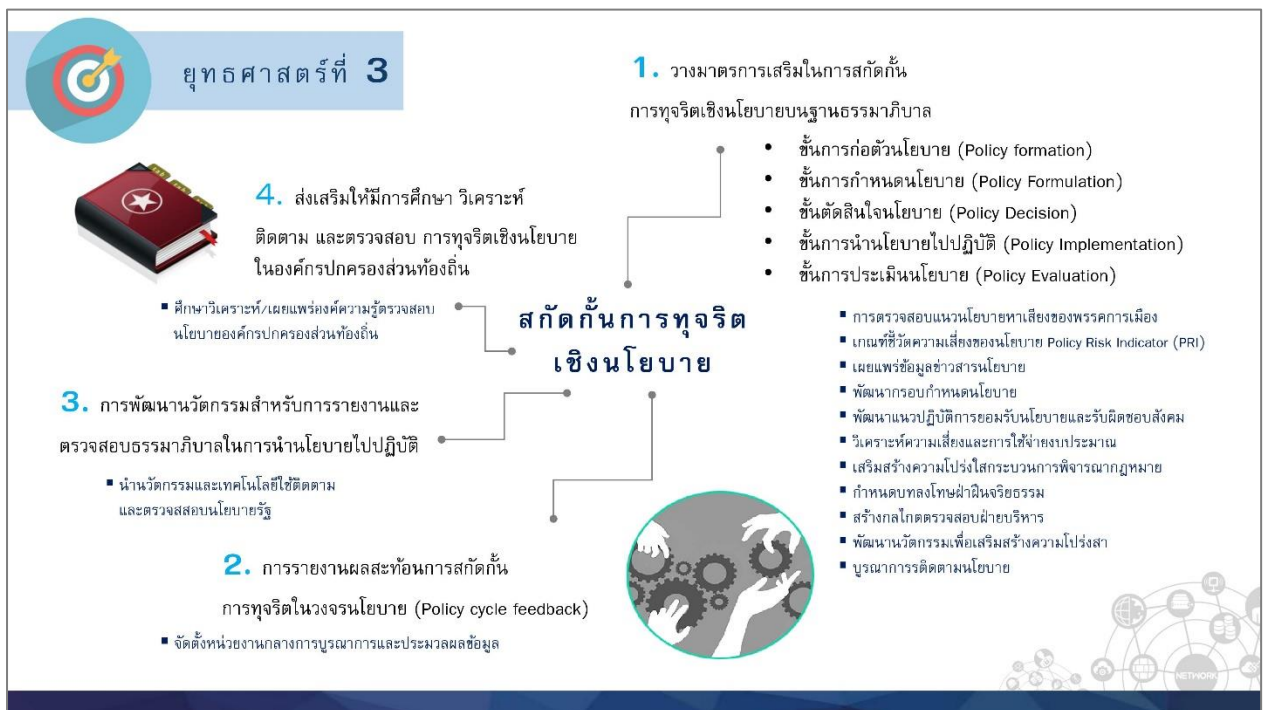 ยุทธศาสตร์ที่ 3
1. วางมาตรการเสริมในการสกัดกั้น
การทุจริตเชิงนโยบายบนฐานธรรมาภิบาล
• ขั้นการก่อตัวนโยบาย (Policy formation)
• ขั้นการกำหนดนโยบาย (Policy Formulation)
• ขั้นตัดสินใจนโยบาย (Policy Decision)
• ขั้นการนำนโยบายไปปฏิบัติ (Policy Implementation)
• ขั้นการประเมินนโยบาย (Policy Evaluation)
▪ การตรวจสอบแนวนโยบายหาเสียงของพรรคการเมือง
▪ เกณฑ์ชี้วัดความเสี่ยงของนโยบาย Policy Risk Indicator (PRI)
▪ เผยแพร่ข้อมูลข่าวสารนโยบาย
▪ พัฒนากรอบกำหนดนโยบาย
▪ พัฒนาแนวปฏิบัติการยอมรับนโยบายและรับผิดชอบสังคม
▪ วิเคราะห์ความเสี่ยงและการใช้จ่ายงบประมาณ
▪ เสริมสร้างความโปร่งใสกระบวนการพิจารณากฎหมาย
▪ กำหนดบทลงโทษฝ่าฝืนจริยธรรม
▪ สร้างกลไกตรวจสอบฝ่ายบริหาร
▪ พัฒนานวัตกรรมเพื่อเสริมสร้างความโปร่งสา
▪ บูรณาการรติดตามนโยบาย
สกัดกั้นการทุจริต
เชิงนโยบาย
4. ส่งเสริมให้มีการศึกษา วิเคราะห์
ติดตาม และตรวจสอบ การทุจริตเชิงนโยบาย
ในองค์กรปกครองส่วนท้องถิ่น
▪ ศึกษาวิเคราะห์/เผยแพร่องค์ความรู้ตรวจสอบ
นโยบายองค์กรปกครองส่วนท้องถิ่น
3. การพัฒนานวัตกรรมสำหรับการรายงานและ
ตรวจสอบธรรมาภิบาลในการนำนโยบายไปปฏิบัติ
▪ นำนวัตกรรมและเทคโนโลยีใช้ติดตาม
และตรวจสสอบนโยบายรัฐ
2. การรายงานผลสะท้อนการสกัดกั้น
การทุจริตในวงจรนโยบาย (Policy cycle feedback)
▪ จัดตั้งหน่วยงานกลางการบูรณาการและประมวลผลข้อมูล
NETWORK